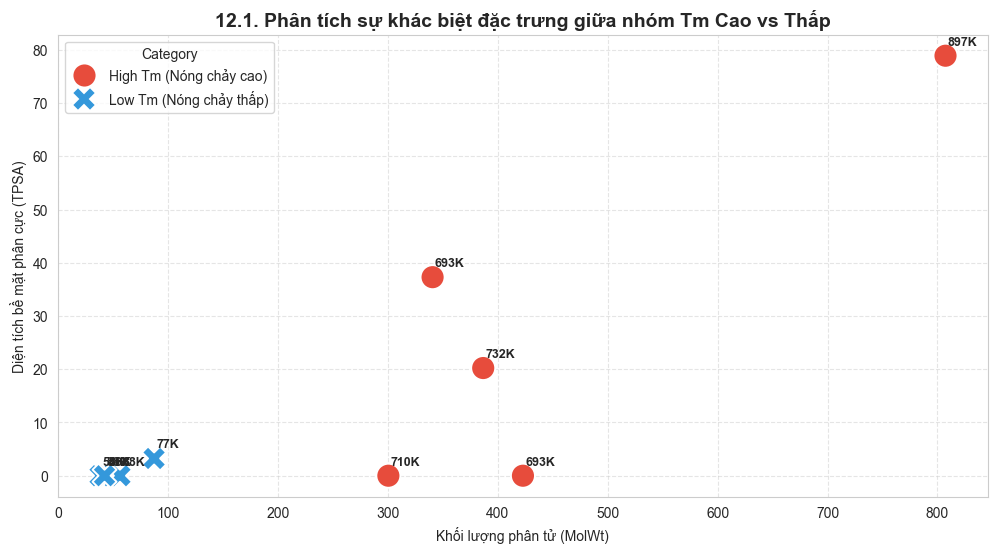 12.1. Phân tích sự khác biệt đặc trưng giữa nhóm Tm Cao vs Thấp
Category
High Tm (Nóng chảy cao)
Low Tm (Nóng chảy thấp)
897K
693K
732K
77K
710K
693K
Diện tích bề mặt phân cực (TPSA)
80
70
60
50
40
30
20
10
0
0
100
200
300
400
500
600
700
800
Khối lượng phân tử (MolWt)